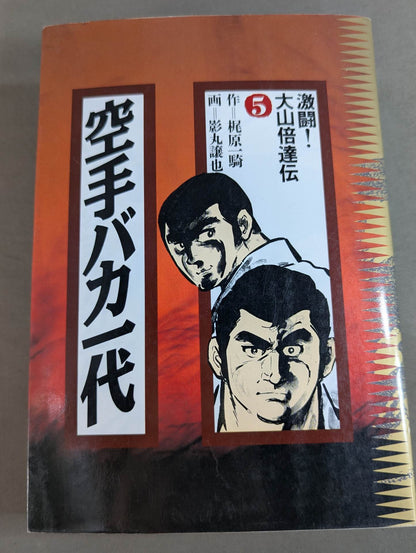 激闘!
大山倍達伝
5
作=梶原一騎
画=影丸譲也
空手バカ一代